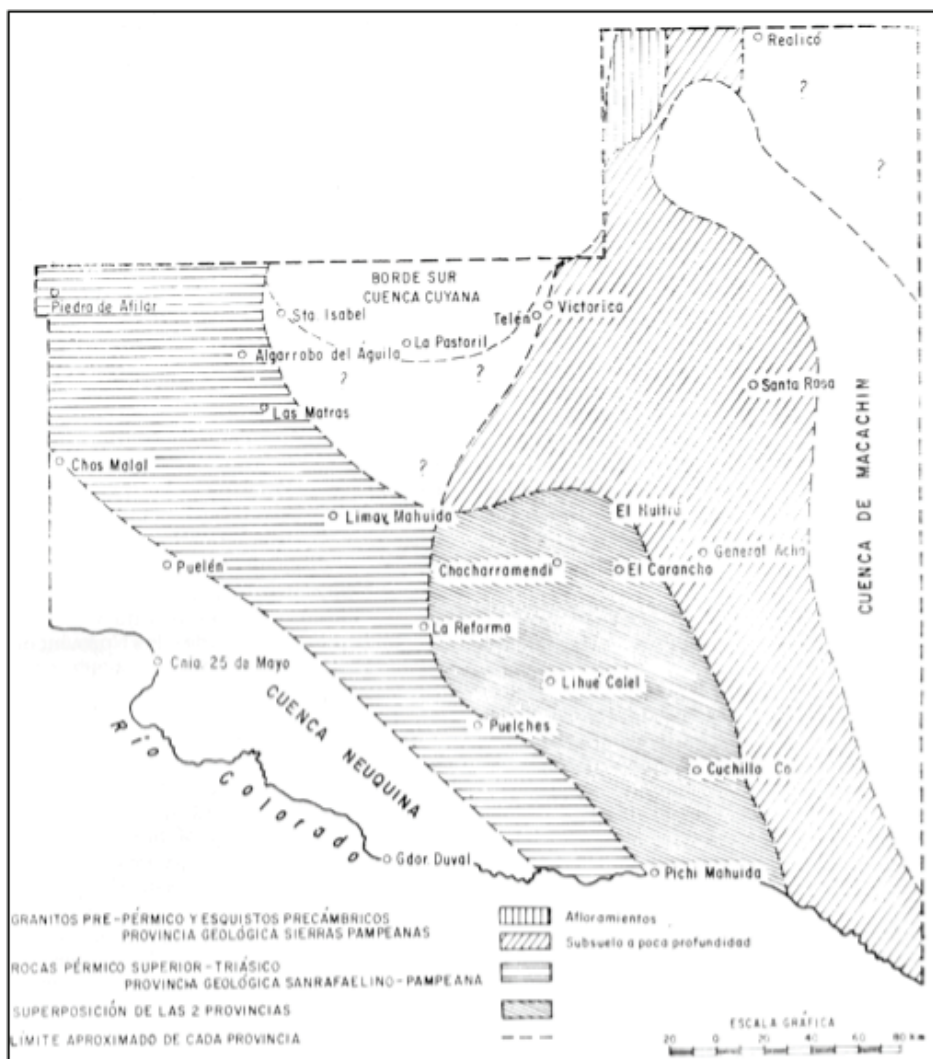 Realicó
?
?
BORDE SUR
CUENCA CUYANA
Piedra de Afilar
Sta. Isabel
Telén
Victorica
La Pastoril
Algarrobo del Aguila
?
?
Santa Rosa
Las Matras
Chos Malal
?
Limay Mahuida
El
General Acha
Chacharramendi
El Carancho
Puelén
CUENCA DE MACACHIN
La Reforma
Cnia. 25 de Mayo
Lihué Calel
CUENCA NEUQUINA
Puelches
Río Colorado
Cuchillo Co
Gdor. Duval
Pichi Mahuida
GRANITOS PRE-PÉRMICO Y ESQUISTOS PRECÁMBRICOS
PROVINCIA GEOLÓGICA SIERRAS PAMPEANAS
Afloramientos
Subsuelo a poca profundidad
ROCAS PÉRMICO SUPERIOR-TRIÁSICO
PROVINCIA GEOLÓGICA SANRAFAELINO-PAMPEANA
SUPERPOSICIÓN DE LAS 2 PROVINCIAS
LÍMITE APROXIMADO DE CADA PROVINCIA
ESCALA GRÁFICA
20 0 20 40 60 80 Km